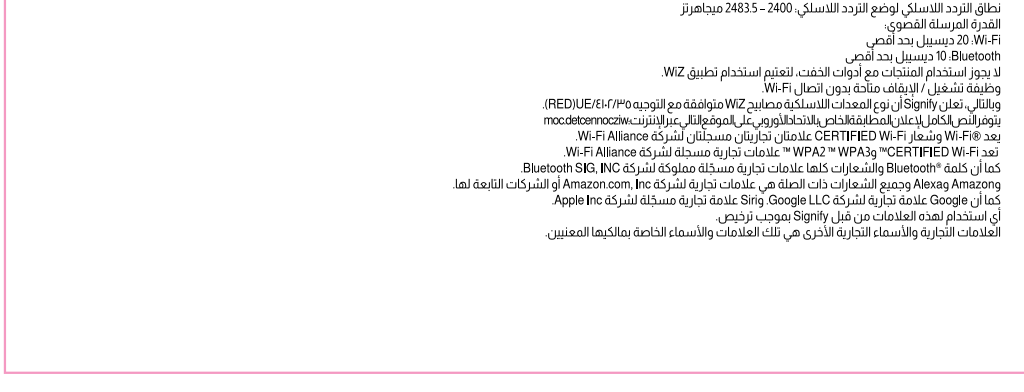 نطاق التردد اللاسلكي لوضع التردد اللاسلكي: 2400 – 2483.5 ميجاهرتز
القدرة المرسلة القصوى:
Wi-Fi: 20 ديسيبل بحد أقصى
Bluetooth: 10 ديسيبل بحد أقصى
لا يجوز استخدام المنتجات مع أدوات الخفت، لتعتيم استخدام تطبيق WiZ.
وظيفة تشغيل / الإيقاف متاحة بدون اتصال Wi-Fi.
وبالتالي، تعلن Signify أن نوع المعدات اللاسلكية مصابيح WiZ متوافقة مع التوجيه ٢٠١٤/٥٣/UE(RED).
يتوفر النص الكامل لإعلان المطابقة الخاص بالاتحاد الأوروبي على الموقع التالي عبر الإنترنت: moc.detcennocziw
يعد Wi-Fi® وشعار CERTIFIED Wi-Fi علامتان تجاريتان مسجلتان لشركة Wi-Fi Alliance.
تعد CERTIFIED Wi-Fi™ و WPA3™ WPA2 ™ علامات تجارية مسجلة لشركة Wi-Fi Alliance.
كما أن كلمة Bluetooth® والشعارات كلها علامات تجارية مسجّلة مملوكة لشركة Bluetooth SIG, INC.
وAmazon وAlexa وجميع الشعارات ذات الصلة هي علامات تجارية لشركة Amazon.com, Inc أو الشركات التابعة لها.
كما أن Google علامة تجارية لشركة Google LLC. وSiri علامة تجارية مسجّلة لشركة Apple Inc.
أي استخدام لهذه العلامات من قبل Signify بموجب ترخيص.
العلامات التجارية والأسماء التجارية الأخرى هي تلك العلامات والأسماء الخاصة بمالكيها المعنيين.